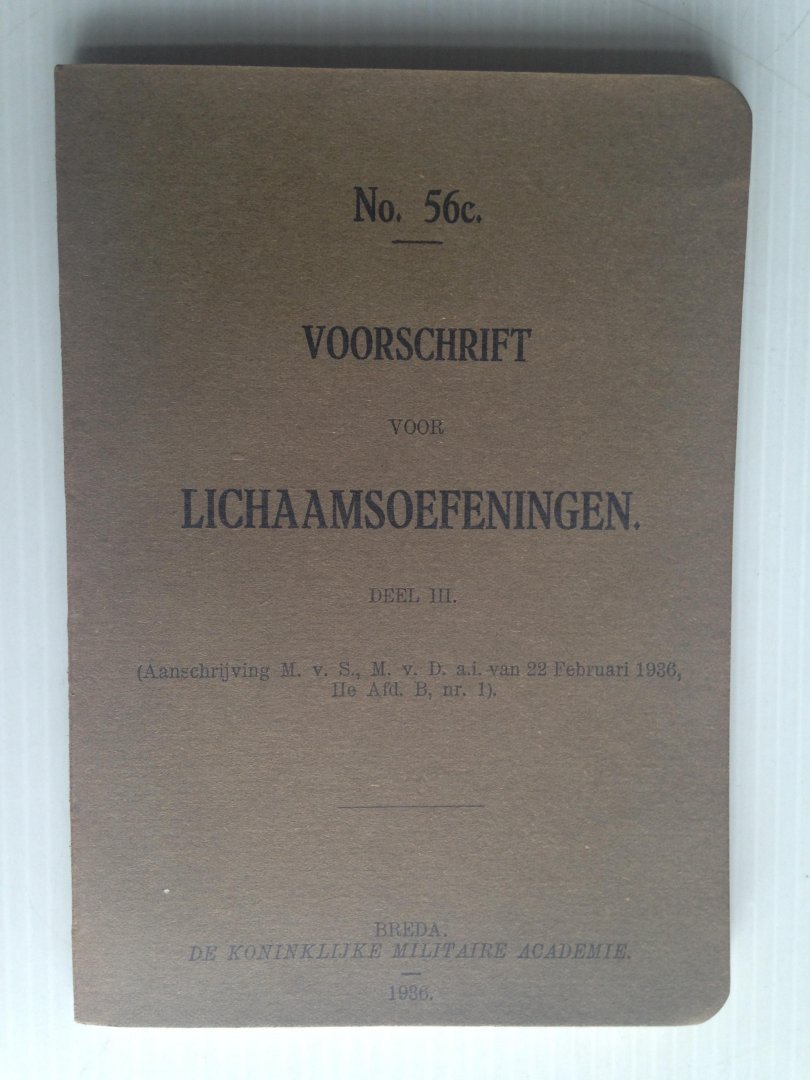 No. 56c.
VOORSCHRIFT
VOOR
LICHAAMSOEFENINGEN.
DEEL III.
(Aanschrijving M. v. S., M. v. D. a.i. van 22 Februari 1936,
IIe Afd. B, nr. 1).
BREDA.
DE KONINKLIJKE MILITAIRE ACADEMIE.
1936.